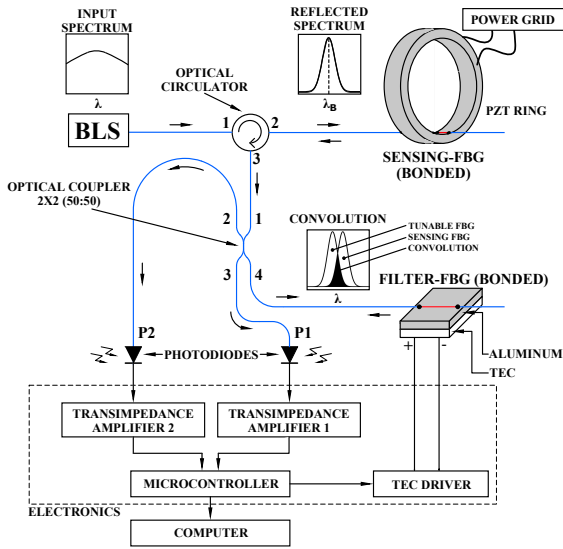 INPUT
SPECTRUM
λ
REFLECTED
SPECTRUM
λB
POWER GRID
PZT RING
OPTICAL
CIRCULATOR
BLS
1
2
3
SENSING-FBG
(BONDED)
OPTICAL COUPLER
2X2 (50:50)
2
1
3
4
CONVOLUTION
TUNABLE FBG
SENSING FBG
CONVOLUTION
λ
FILTER-FBG (BONDED)
+
-
ALUMINUM
TEC
P2
P1
PHOTODIODES
TRANSIMPEDANCE
AMPLIFIER 2
TRANSIMPEDANCE
AMPLIFIER 1
MICROCONTROLLER
TEC DRIVER
ELECTRONICS
COMPUTER